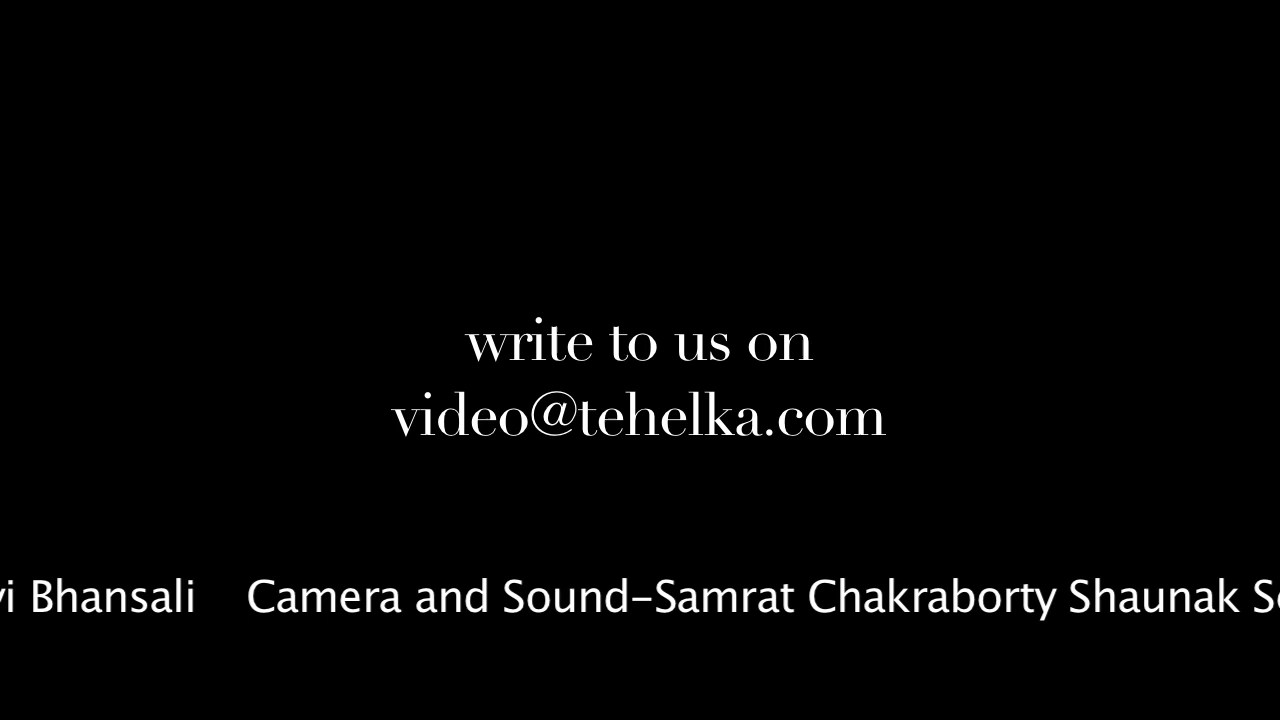 write to us on
video@tehelka.com
Bhansali Camera and Sound-Samrat Chakraborty Shaunak